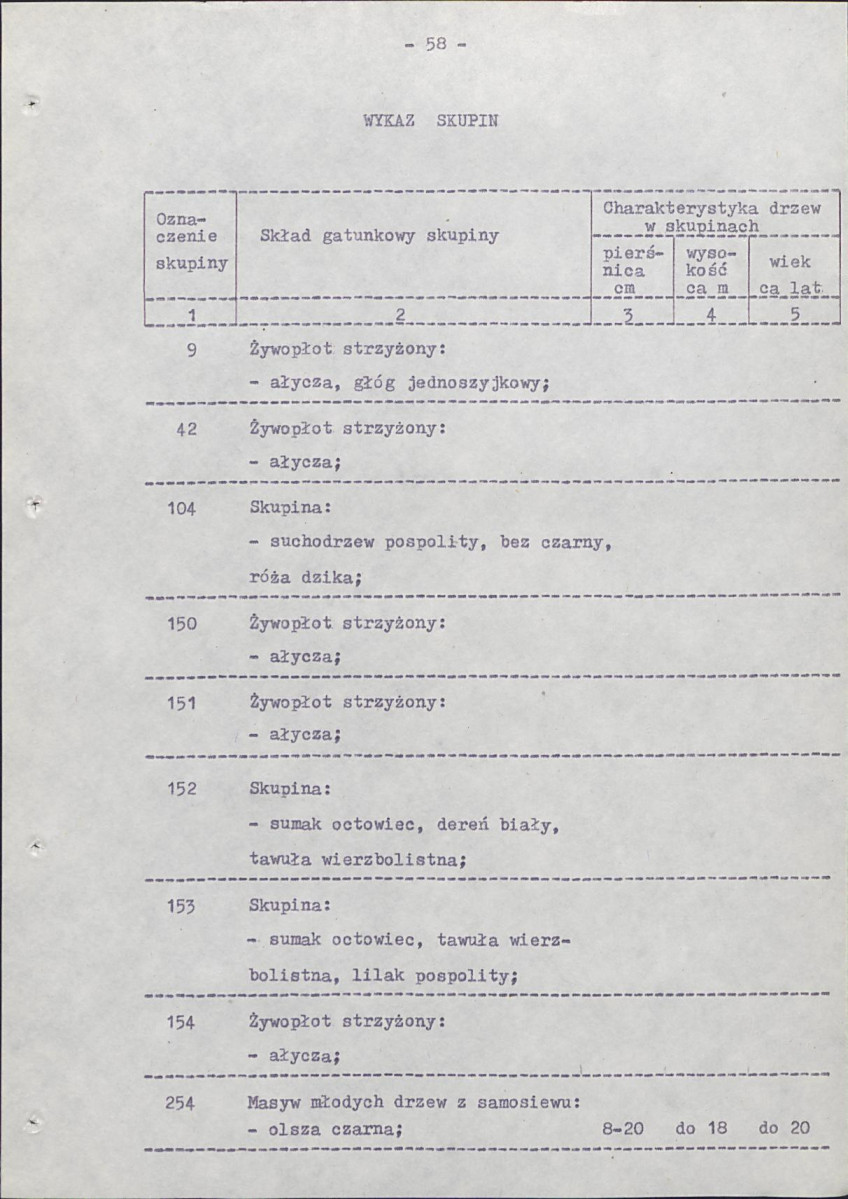 - 58 -
WYKAZ SKUPIN
Ozna-
czenie
skupiny
Skład gatunkowy skupiny
Charakterystyka drzew
w skupinach
pierś-
nica
cm
wyso-
kość
ca m
wiek
ca lat
1 2 3 4 5
9 Żywopłot strzyżony:
- ałycza, głóg jednoszyjkowy;
42 Żywopłot strzyżony:
- ałycza;
104 Skupina:
- suchodrzew pospolity, bez czarny,
róża dzika;
150 Żywopłot strzyżony:
- ałycza;
151 Żywopłot strzyżony:
- ałycza;
152 Skupina:
- sumak octowiec, dereń biały,
tawuła wierzbolistna;
153 Skupina:
- sumak octowiec, tawuła wierz-
bolistna, lilak pospolity;
154 Żywopłot strzyżony:
- ałycza;
254 Masyw młodych drzew z samosiewu:
- olsza czarna; 8-20 do 18 do 20